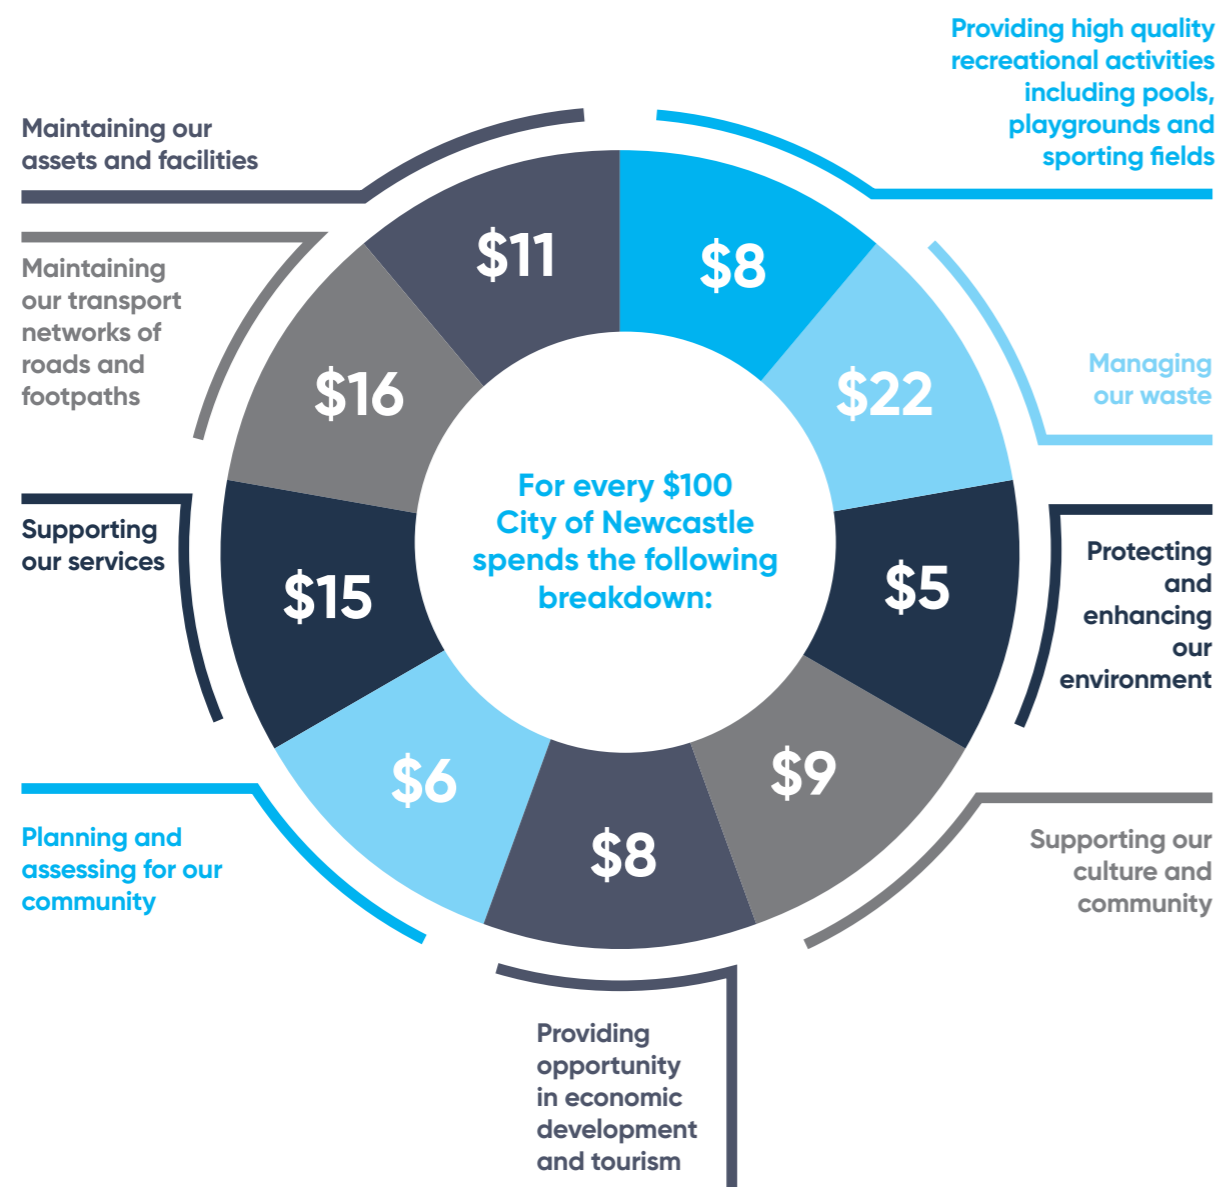 Providing high quality
recreational activities
including pools,
playgrounds and
sporting fields
Maintaining our
assets and facilities
$11
$8
Maintaining
our transport
networks of
roads and
footpaths
$16
$22
Managing
our waste
For every $100
City of Newcastle
spends the following
breakdown:
Supporting
our services
$15
$5
Protecting
and
enhancing
our
environment
$6
$9
Planning and
assessing for our
community
$8
Supporting our
culture and
community
Providing
opportunity
in economic
development
and tourism